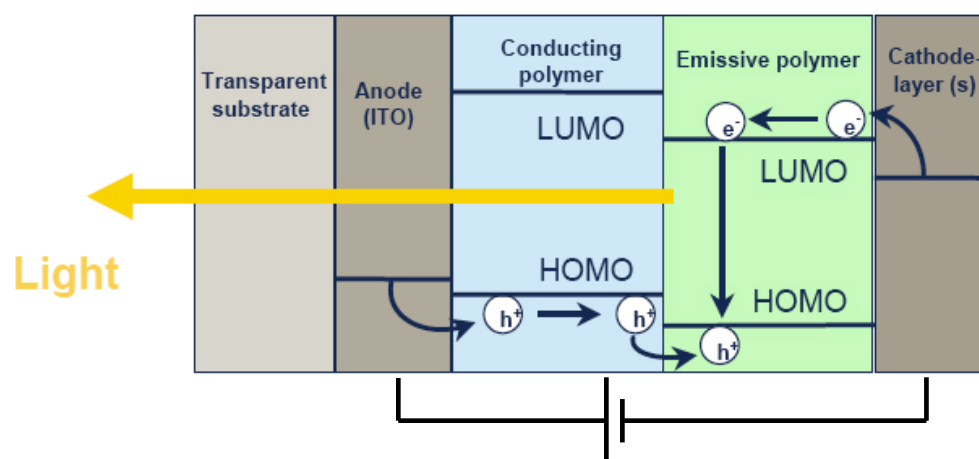 Transparent
substrate
Anode
(ITO)
Conducting
polymer
Emissive polymer
Cathode-
layer (s)
LUMO
e-
e-
LUMO
Light
HOMO
HOMO
h+
h+
h+